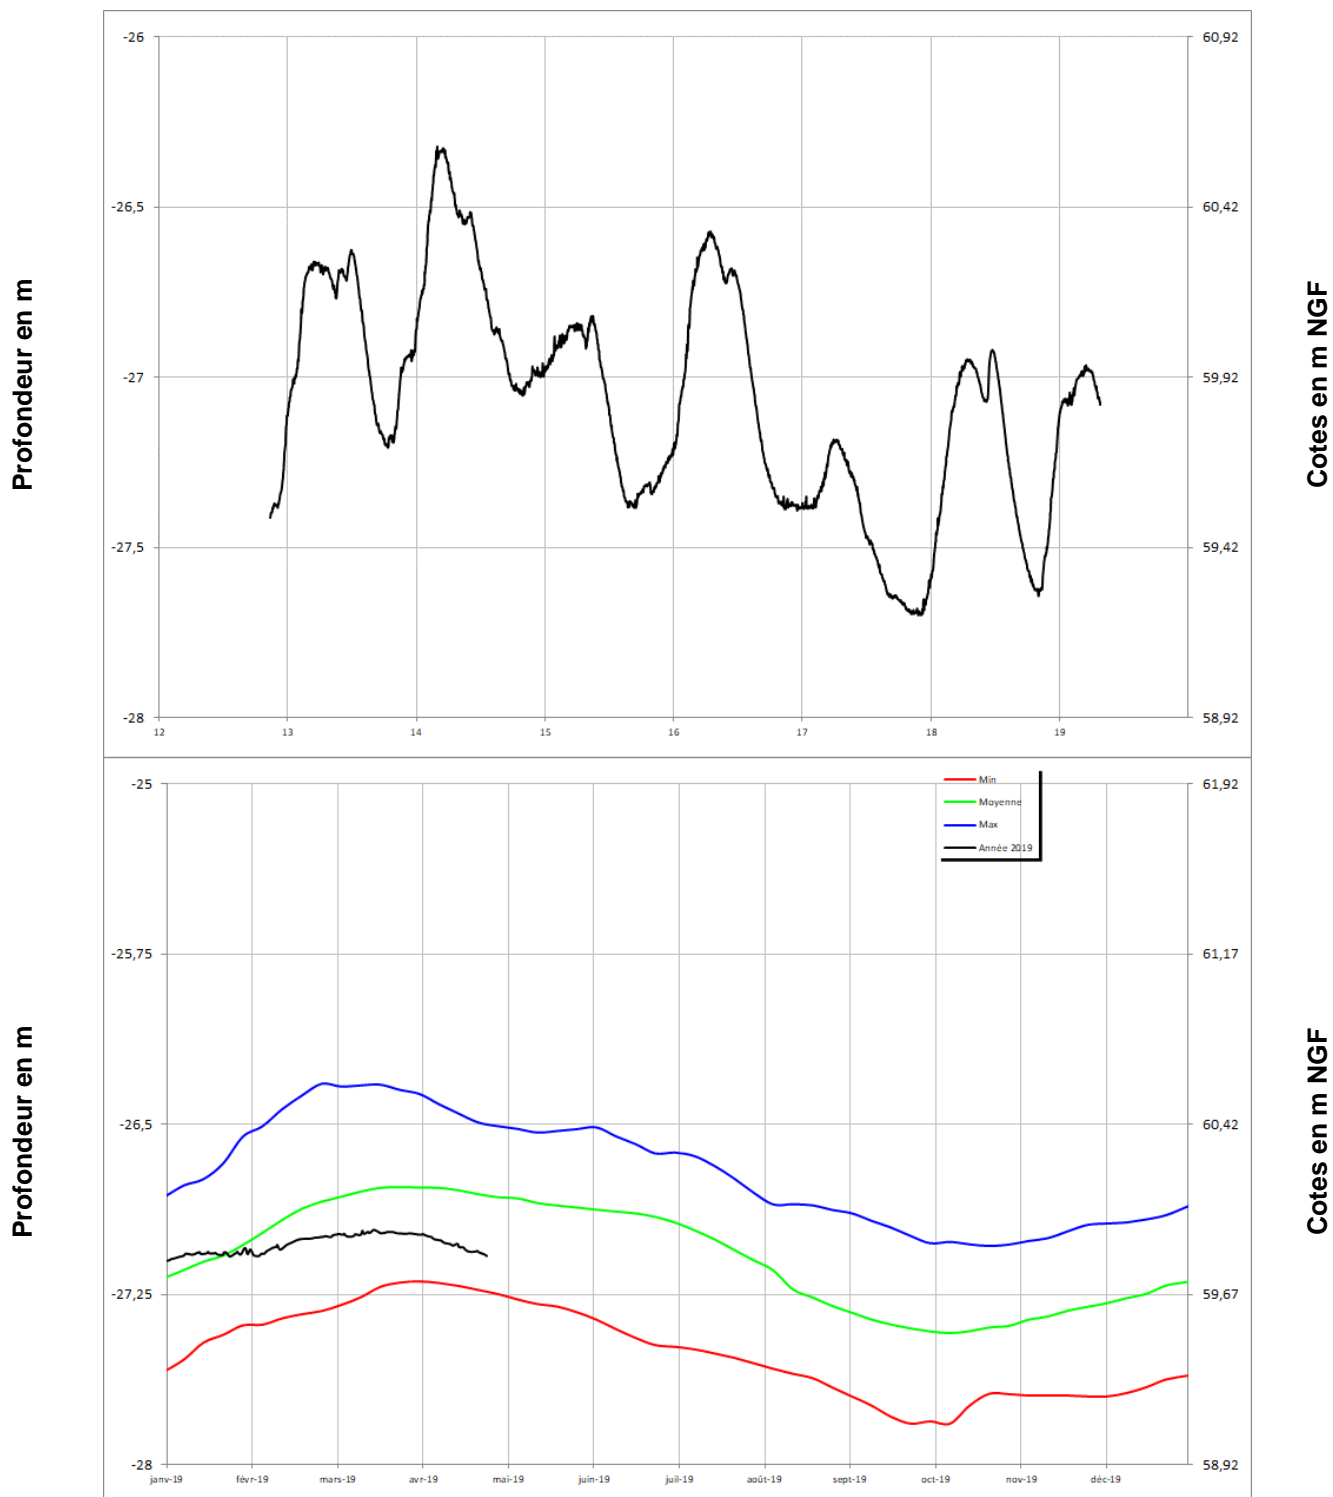 -26
60,92
-26,5
60,42
-27
59,92
-27,5
59,42
-28
58,92
12 13 14 15 16 17 18 19
Profondeur en m
Cotes en m NGF
-25
61,92
Min
Moyenne
Max
Année 2019
-25,75
61,17
-26,5
60,42
-27,25
59,67
-28
58,92
janv-19 févr-19 mars-19 avr-19 mai-19 juin-19 juil-19 août-19 sept-19 oct-19 nov-19 déc-19
Profondeur en m
Cotes en m NGF